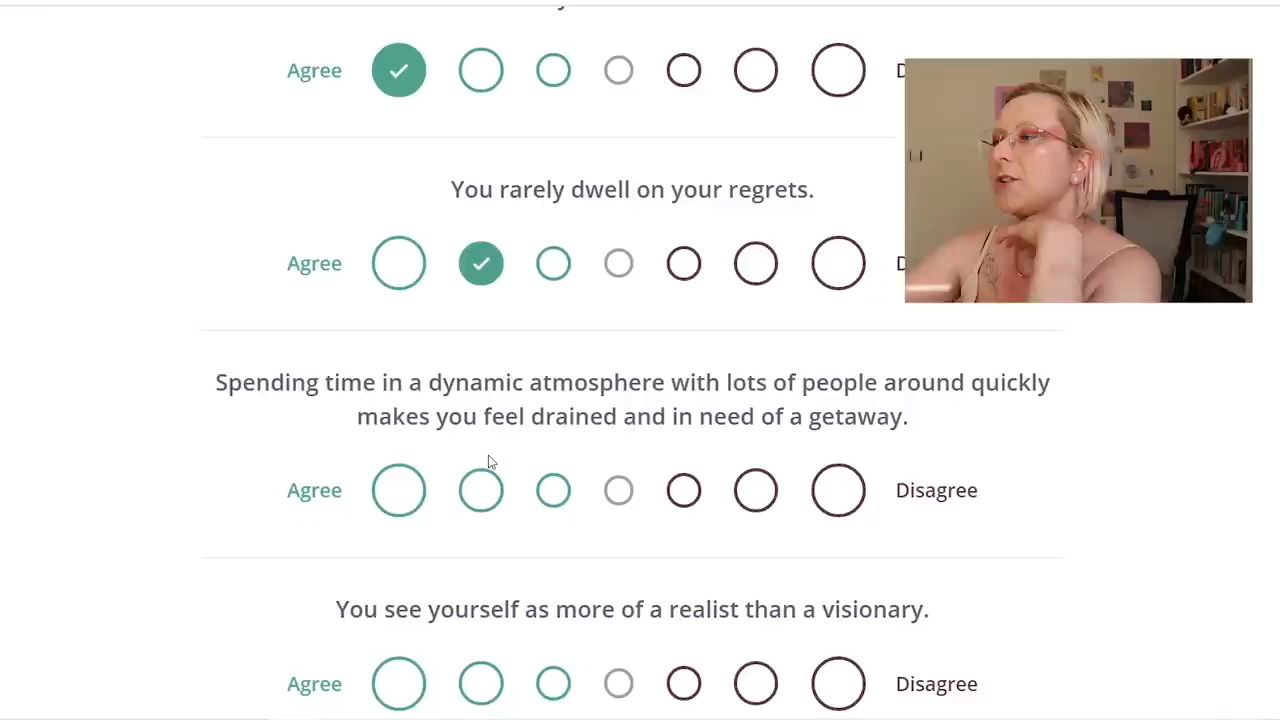 Agree
You rarely dwell on your regrets.
Agree
Spending time in a dynamic atmosphere with lots of people around quickly
makes you feel drained and in need of a getaway.
Agree Disagree
You see yourself as more of a realist than a visionary.
Agree Disagree